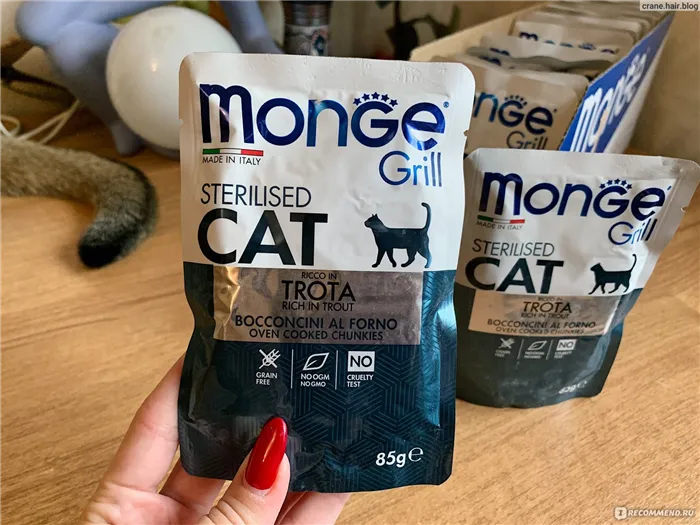 crane.hair.blog
monGe®
MADE IN ITALY
Grill
STERILISED
CAT
RICCO IN
TROTA
RICH IN TROUT
BOCCONCINI AL FORNO
OVEN COOKED CHUNKIES
GRAIN
FREE
NO OGM
NO GMO
NO
CRUELTY
TEST
85g℮
monGe
MADE IN ITALY
Grill
STERILISED
CAT
RICCO IN
TROTA
RICH IN TROUT
BOCCONCINI AL FORNO
OVEN COOKED CHUNKIES
NO
monGe
Grill
monGe
RECOMMEND.RU